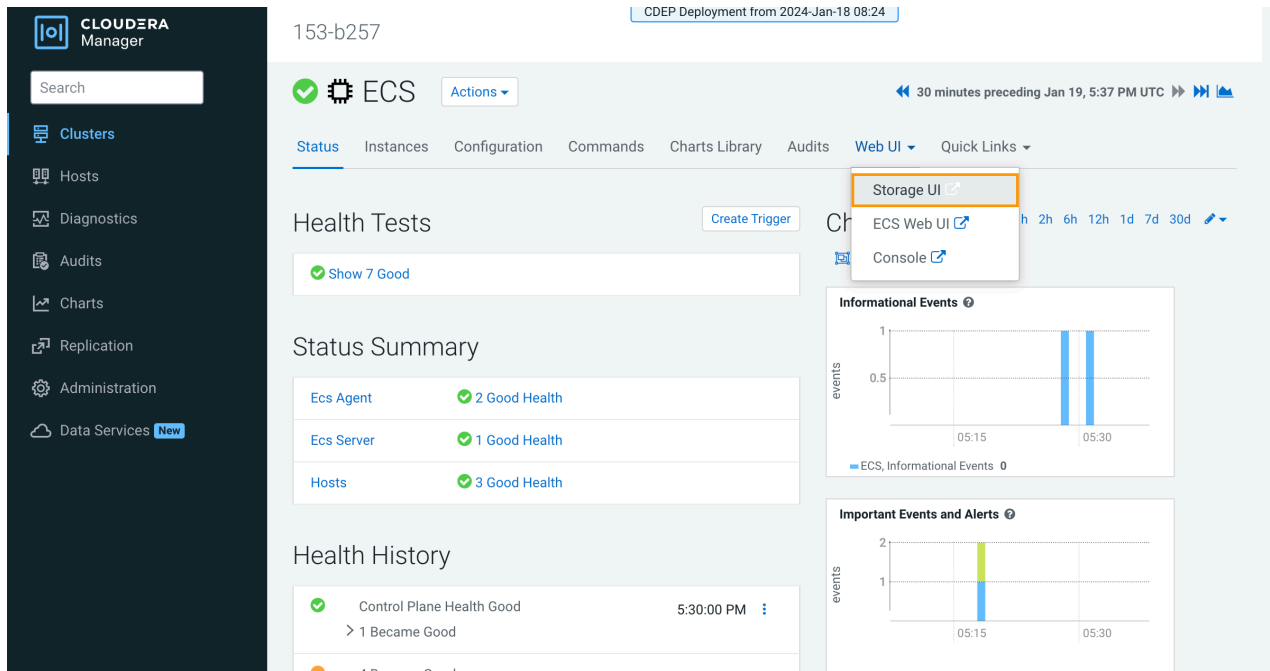 CLOUDERA
Manager
Search
Clusters
Hosts
Diagnostics
Audits
Charts
Replication
Administration
Data Services New
CDEP Deployment from 2024-Jan-18 08:24
153-b257
ECS Actions
30 minutes preceding Jan 19, 5:37 PM UTC
Status Instances Configuration Commands Charts Library Audits Web UI Quick Links
Storage UI
ECS Web UI
Console
Health Tests
Create Trigger
Show 7 Good
Status Summary
Ecs Agent 2 Good Health
Ecs Server 1 Good Health
Hosts 3 Good Health
Health History
Control Plane Health Good 5:30:00 PM
1 Became Good
2h 6h 12h 1d 7d 30d
Informational Events
1
0.5
events
05:15 05:30
ECS, Informational Events 0
Important Events and Alerts
2
1
events
05:15 05:30